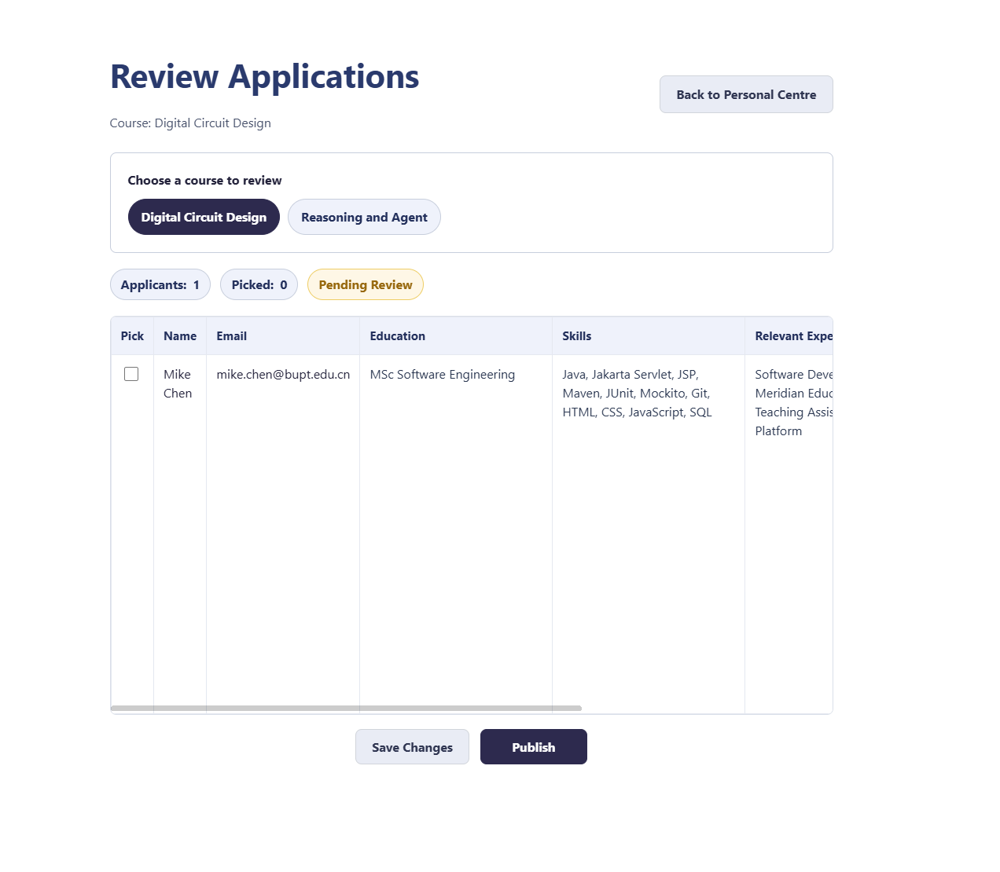 Review Applications
Back to Personal Centre
Course: Digital Circuit Design
Choose a course to review
Digital Circuit Design
Reasoning and Agent
Applicants: 1
Picked: 0
Pending Review
Pick
Name
Email
Education
Skills
Relevant Expe
Mike
Chen
mike.chen@bupt.edu.cn
MSc Software Engineering
Java, Jakarta Servlet, JSP,
Maven, JUnit, Mockito, Git,
HTML, CSS, JavaScript, SQL
Software Deve
Meridian Educ
Teaching Assis
Platform
Save Changes
Publish